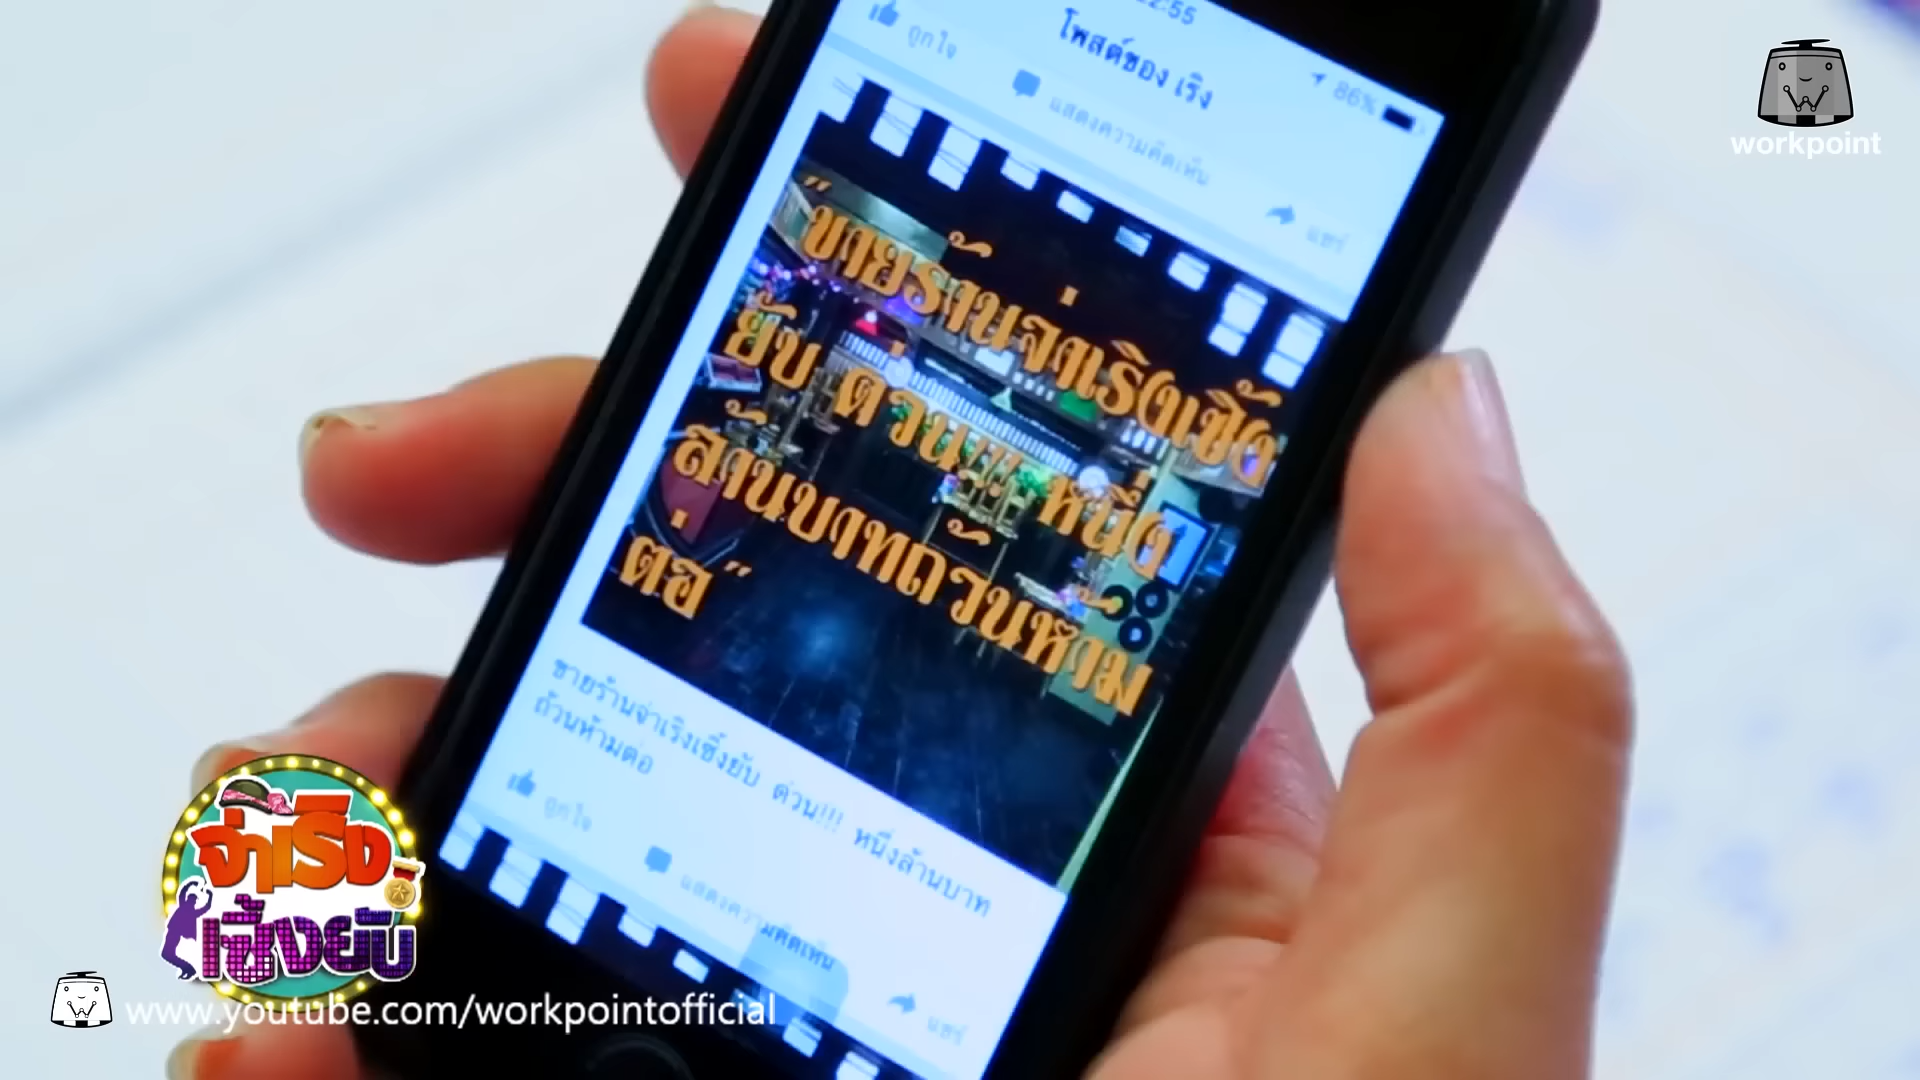 22:55
โพสต์ของ เริง
86%
ถูกใจ
แสดงความคิดเห็น
แชร์
workpoint
"ขายร้านจ่าเริงเซิ้ง
ยับ ด่วน!!! หนึ่ง
ล้านบาทถ้วนห้าม
ต่อ"
ขายร้านจ่าเริงเซิ้งยับ ด่วน!!! หนึ่งล้านบาท
ถ้วนห้ามต่อ
ถูกใจ
แสดงความคิดเห็น
แชร์
จ่าเริง
เซิ้งยับ
www.youtube.com/workpointofficial